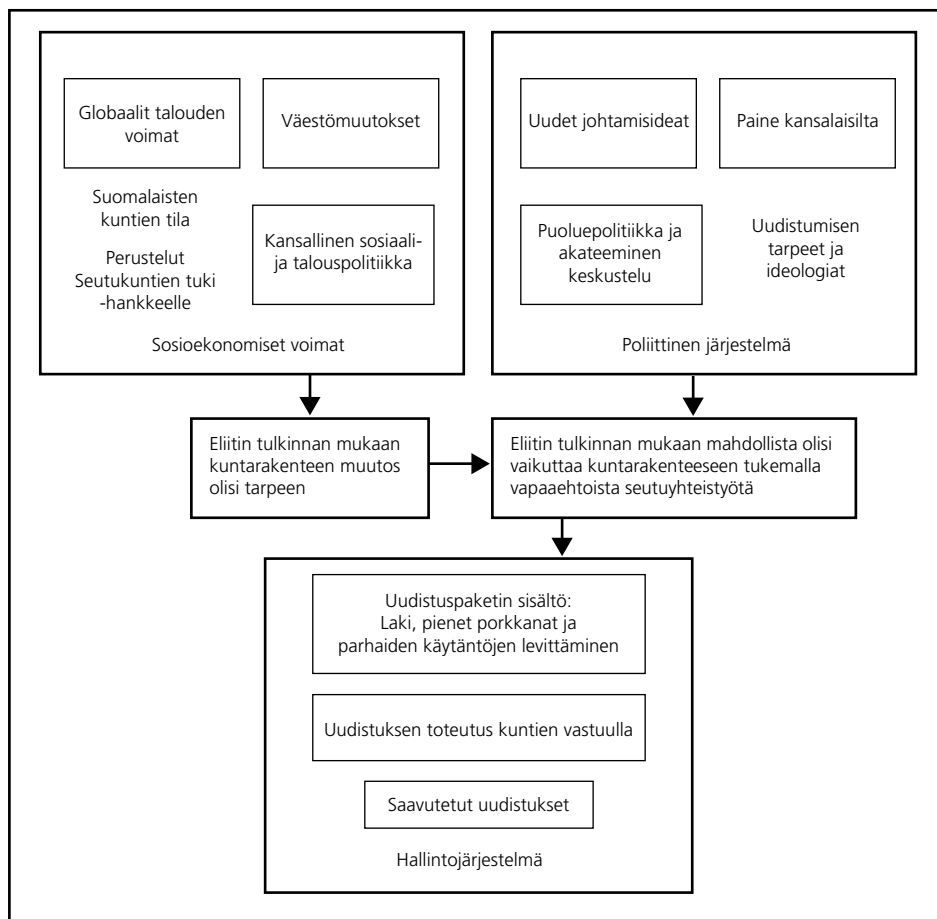 Globaalit talouden
voimat
Väestömuutokset
Suomalaisten
kuntien tila
Perustelut
Seutukuntien tuki
-hankkeelle
Kansallinen sosiaali-
ja talouspolitiikka
Sosioekonomiset voimat
Uudet johtamisideat
Paine kansalaisilta
Puoluepolitiikka ja
akateeminen
keskustelu
Uudistumisen
tarpeet ja
ideologiat
Poliittinen järjestelmä
Eliitin tulkinnan mukaan
kuntarakenteen muutos
olisi tarpeen
Eliitin tulkinnan mukaan mahdollista olisi
vaikuttaa kuntarakenteeseen tukemalla
vapaaehtoista seutuyhteistyötä
Uudistuspaketin sisältö:
Laki, pienet porkkanat ja
parhaiden käytäntöjen levittäminen
Uudistuksen toteutus kuntien vastuulla
Saavutetut uudistukset
Hallintojärjestelmä